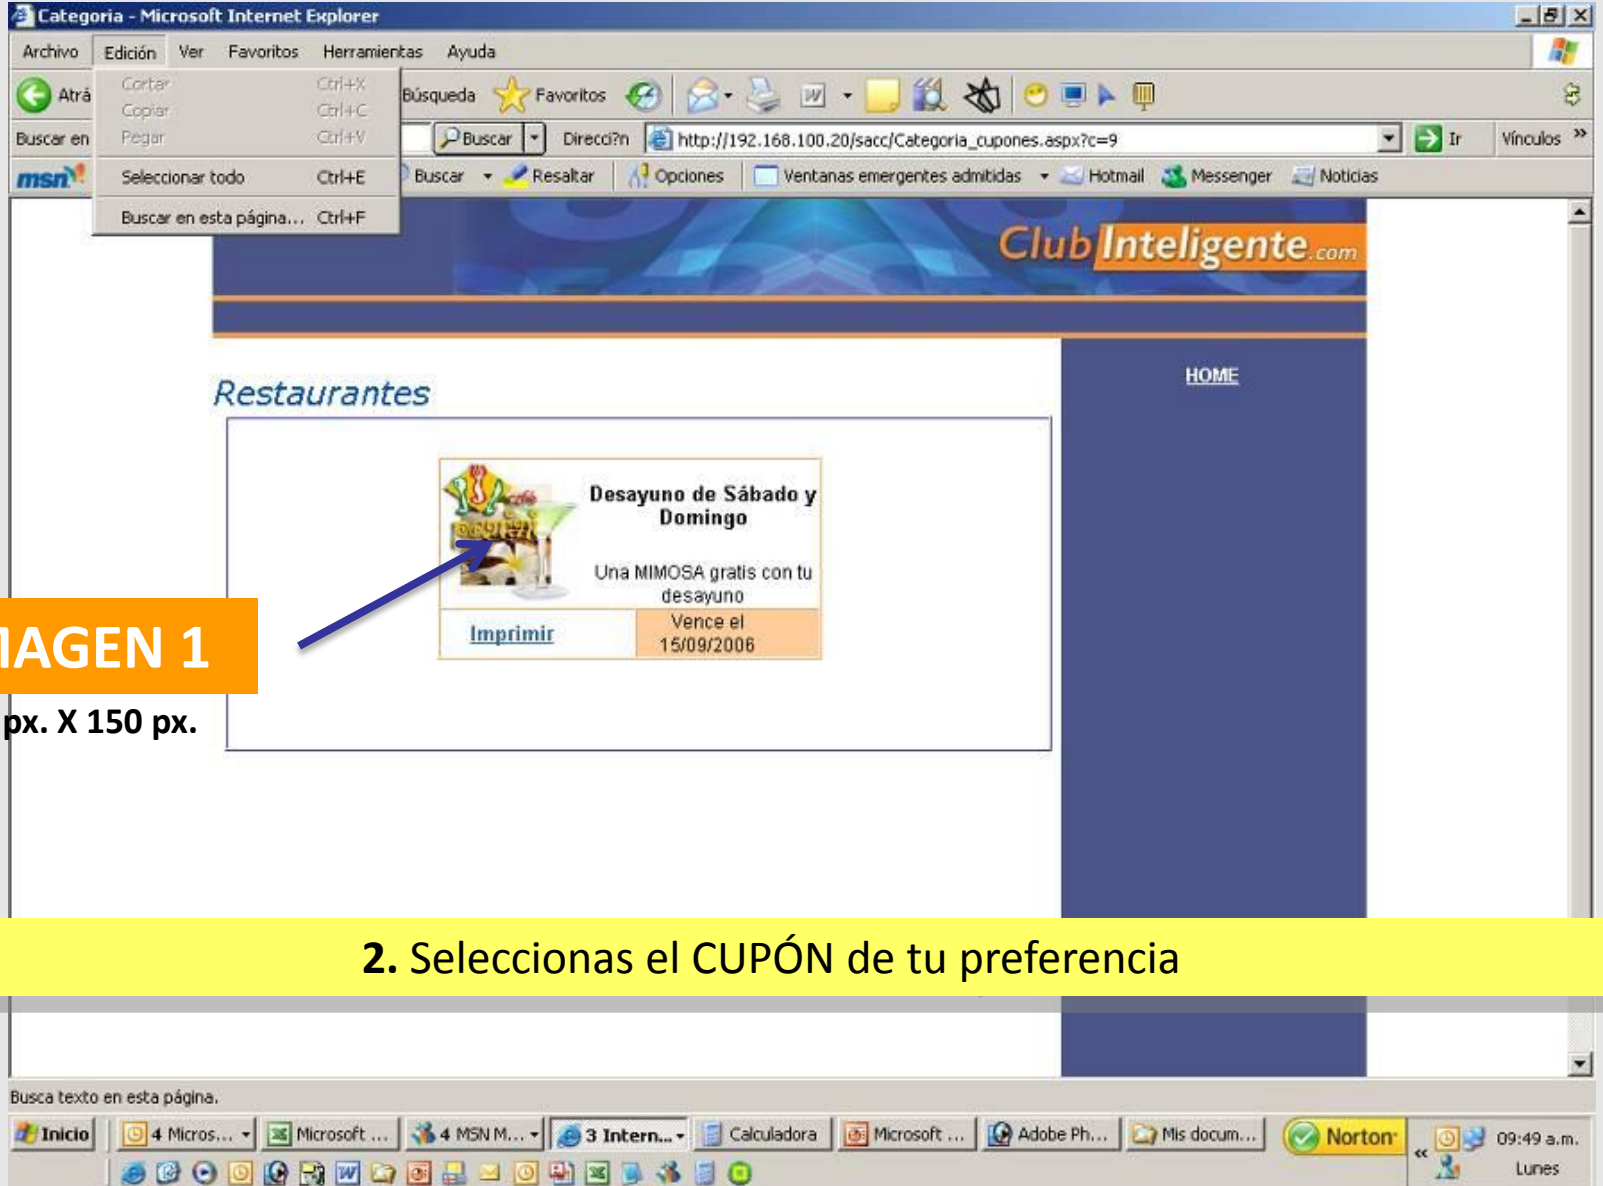 Categoria - Microsoft Internet Explorer
Archivo Edición Ver Favoritos Herramientas Ayuda
Atrá Búsqueda Favoritos
Cortar Ctrl+X
Copiar Ctrl+C
Pegar Ctrl+V
Seleccionar todo Ctrl+E
Buscar en esta página... Ctrl+F
Buscar en Buscar Direcci?n http://192.168.100.20/sacc/Categoria_cupones.aspx?c=9 Ir Vínculos »
msn Buscar Resaltar Opciones Ventanas emergentes admitidas Hotmail Messenger Noticias
Club Inteligente.com
HOME
Restaurantes
café
Desayuno de Sábado y
Domingo
Una MIMOSA gratis con tu
desayuno
Imprimir
Vence el
15/09/2006
MAGEN 1
px. X 150 px.
2. Seleccionas el CUPÓN de tu preferencia
Busca texto en esta página.
Inicio 4 Micros... Microsoft ... 4 MSN M... 3 Intern... Calculadora Microsoft ... Adobe Ph... Mis docum... Norton « 09:49 a.m.
Lunes